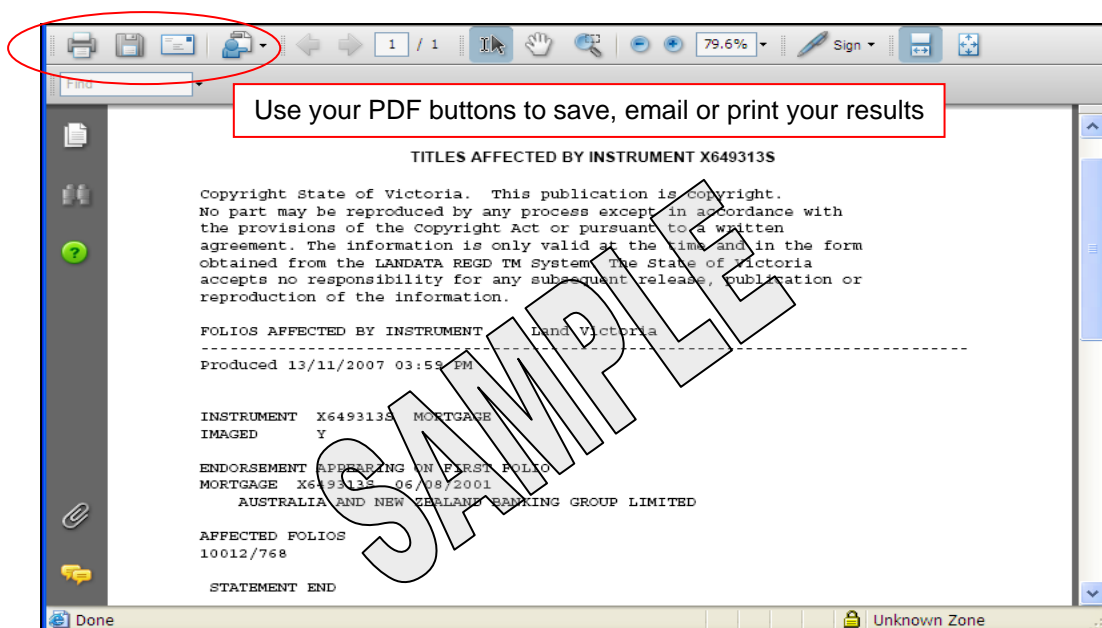 1 / 1
79.6%
Sign
Find
Use your PDF buttons to save, email or print your results
TITLES AFFECTED BY INSTRUMENT X649313S
Copyright State of Victoria. This publication is copyright.
No part may be reproduced by any process except in accordance with
the provisions of the Copyright Act or pursuant to a written
agreement. The information is only valid at the time and in the form
obtained from the LANDATA REGD TM System. The State of Victoria
accepts no responsibility for any subsequent release, publication or
reproduction of the information.
FOLIOS AFFECTED BY INSTRUMENT Land Victoria
--------------------------------------------------------------------------------
Produced 13/11/2007 03:59 PM
INSTRUMENT X649313S MORTGAGE
IMAGED Y
ENDORSEMENT APPEARING ON FIRST FOLIO
MORTGAGE X649313S 06/08/2001
AUSTRALIA AND NEW ZEALAND BANKING GROUP LIMITED
AFFECTED FOLIOS
10012/768
STATEMENT END
SAMPLE
Done
Unknown Zone